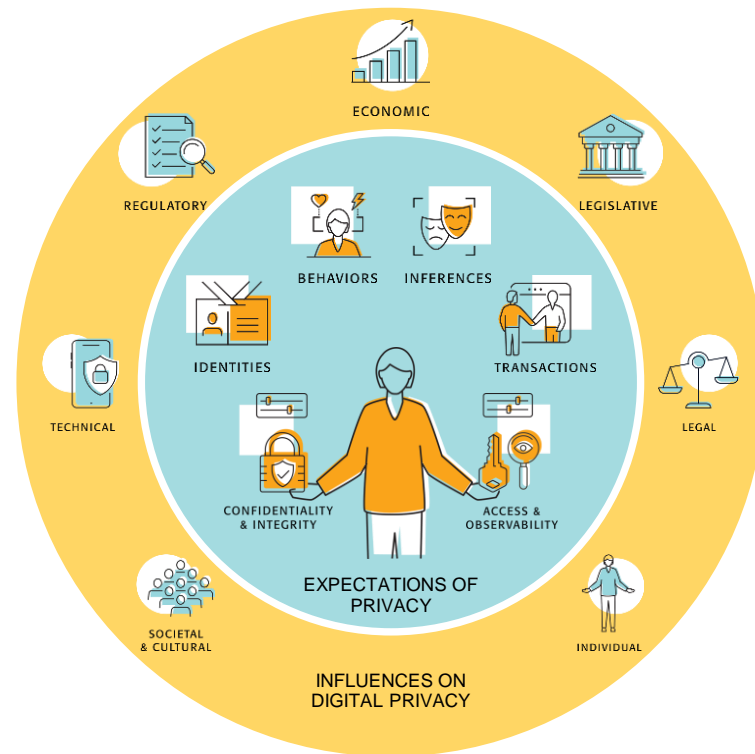 ECONOMIC
REGULATORY
LEGISLATIVE
BEHAVIORS
INFERENCES
IDENTITIES
TRANSACTIONS
TECHNICAL
LEGAL
CONFIDENTIALITY
& INTEGRITY
ACCESS &
OBSERVABILITY
EXPECTATIONS OF
PRIVACY
SOCIETAL
& CULTURAL
INDIVIDUAL
INFLUENCES ON
DIGITAL PRIVACY